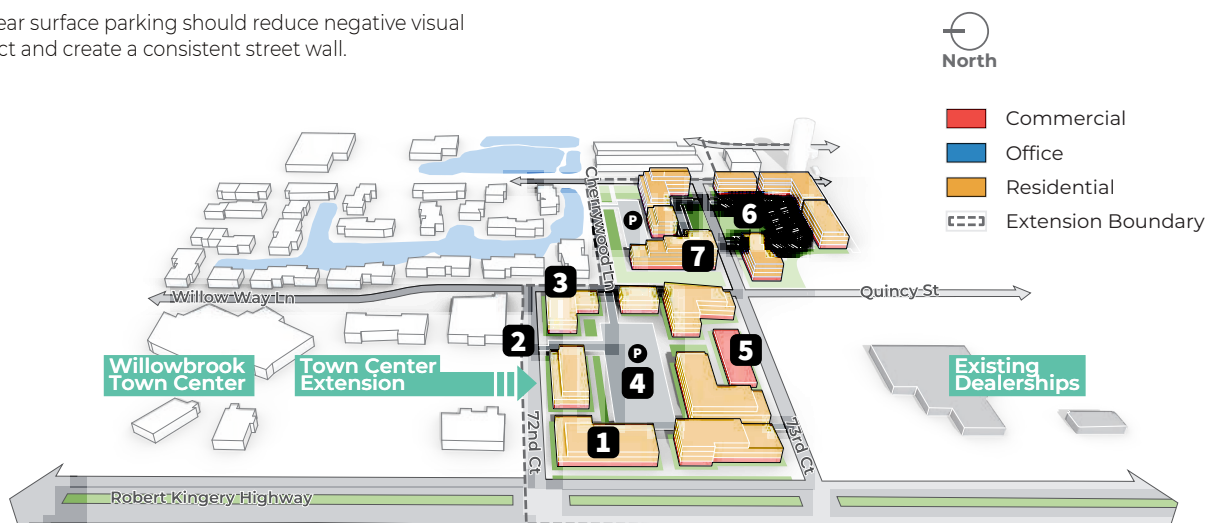 ear surface parking should reduce negative visual
ct and create a consistent street wall.
North
Commercial
Office
Residential
Extension Boundary
P
6
7
Willow Way Ln
3
Quincy St
2
P
5
4
Willowbrook
Town Center
Town Center
Extension
Existing
Dealerships
1
72nd Ct
73rd Ct
Robert Kingery Highway